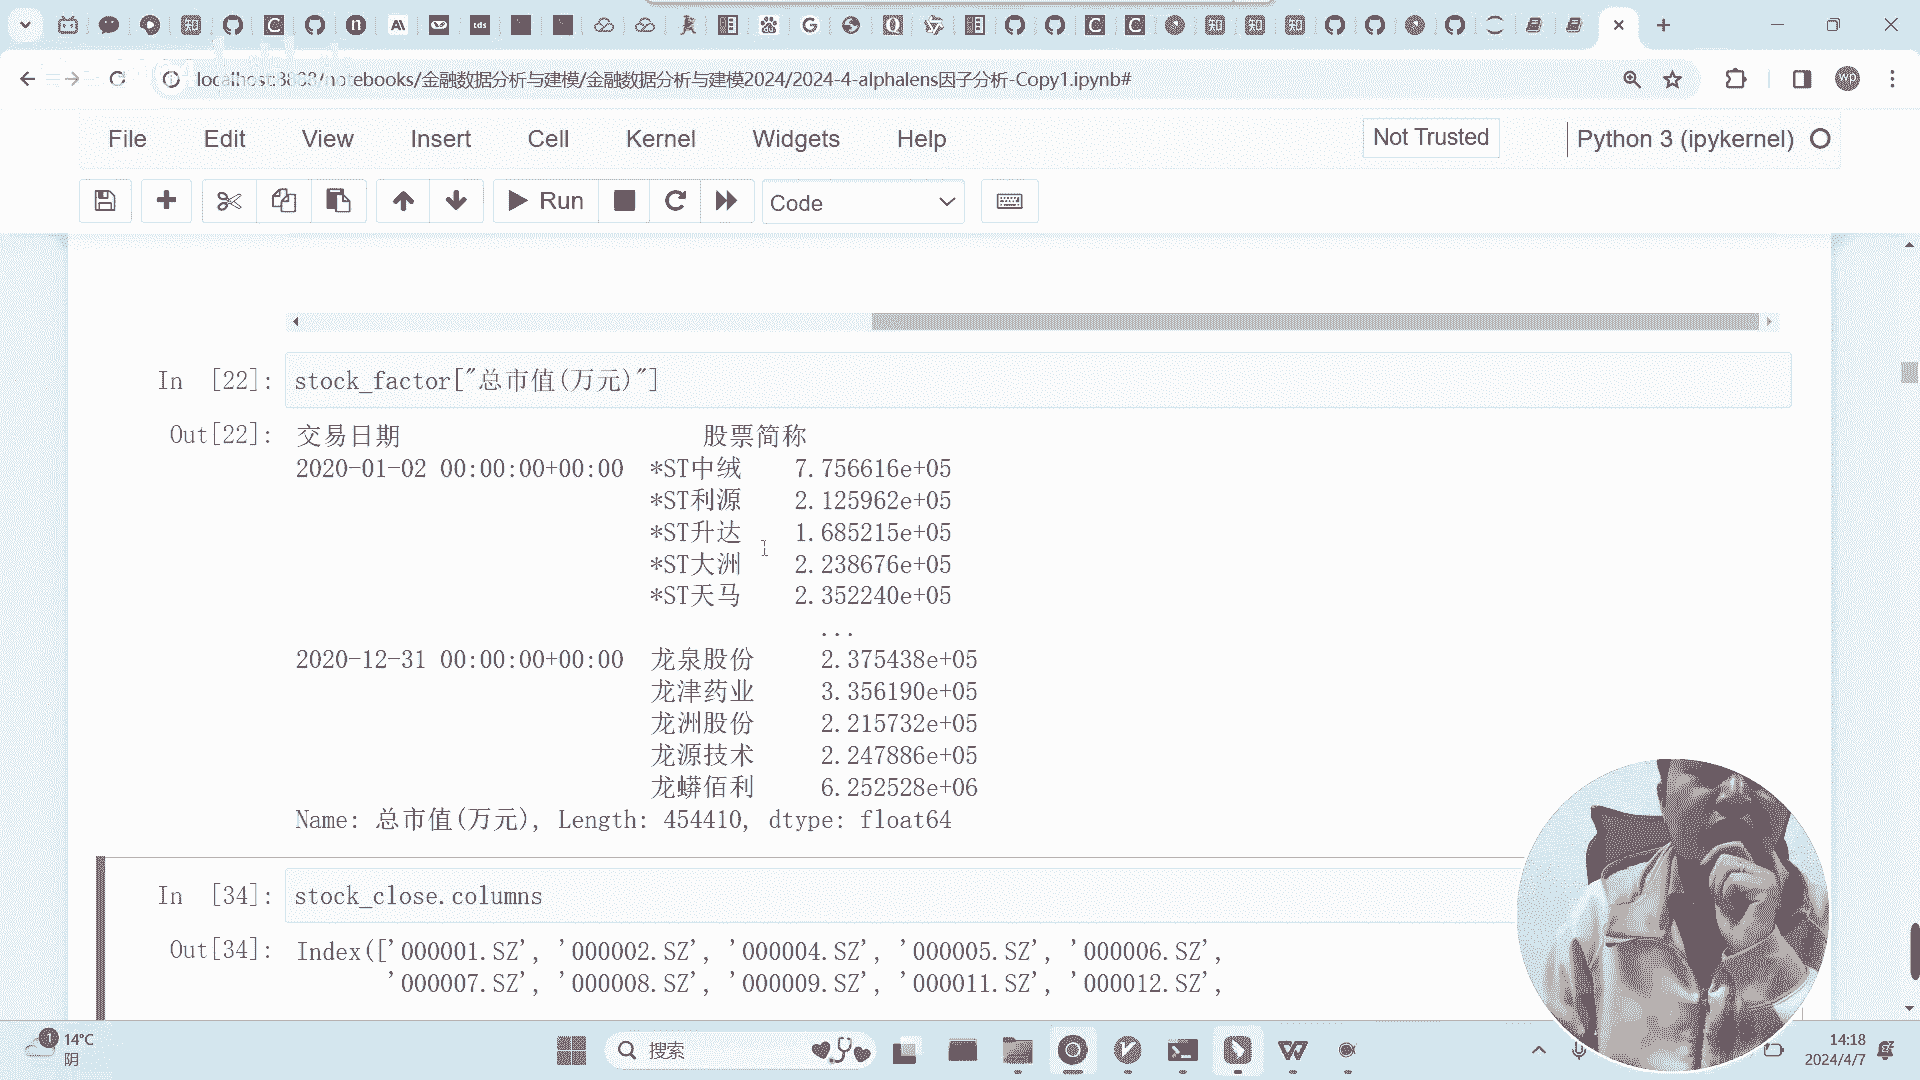 localhost:8888/notebooks/金融数据分析与建模/金融数据分析与建模2024/2024-4-alphalens因子分析-Copy1.ipynb#
File Edit View Insert Cell Kernel Widgets Help Not Trusted Python 3 (ipykernel)
Run Code
In [22]: stock_factor["总市值(万元)"]
Out[22]: 交易日期 股票简称
2020-01-02 00:00:00+00:00 *ST中绒 7.756616e+05
*ST利源 2.125962e+05
*ST升达 1.685215e+05
*ST大洲 2.238676e+05
*ST天马 2.352240e+05
...
2020-12-31 00:00:00+00:00 龙泉股份 2.375438e+05
龙津药业 3.356190e+05
龙洲股份 2.215732e+05
龙源技术 2.247886e+05
龙蟒佰利 6.252528e+06
Name: 总市值(万元), Length: 454410, dtype: float64
In [34]: stock_close.columns
Out[34]: Index(['000001.SZ', '000002.SZ', '000004.SZ', '000005.SZ', '000006.SZ',
'000007.SZ', '000008.SZ', '000009.SZ', '000011.SZ', '000012.SZ',
1 14°C
阴
搜索
14:18
2024/4/7